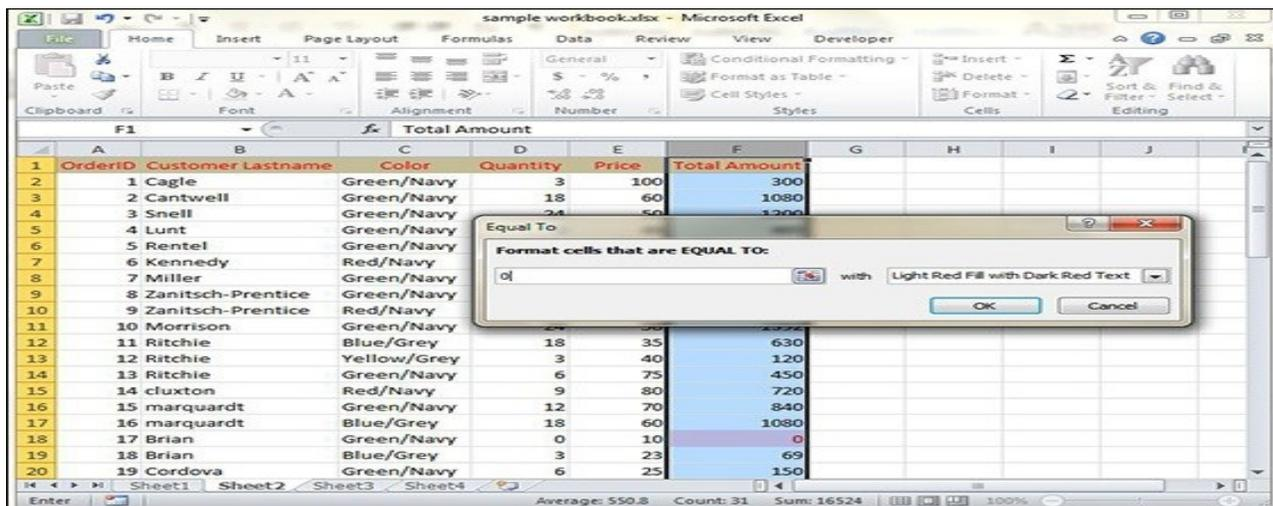 sample workbook.xlsx - Microsoft Excel
File Home Insert Page Layout Formulas Data Review View Developer
11 General Conditional Formatting Insert
Paste B I U A A $ % , Format as Table Delete Sort & Find &
A Cell Styles Format Filter Select
Clipboard Font Alignment Number Styles Cells Editing
F1 fx Total Amount
A B C D E F G H I J
1 OrderID Customer Lastname Color Quantity Price Total Amount
2 1 Cagle Green/Navy 3 100 300
3 2 Cantwell Green/Navy 18 60 1080
4 3 Snell Green/Navy 24 50 1200
5 4 Lunt Green/Navy
6 5 Rentel Green/Navy
7 6 Kennedy Red/Navy
8 7 Miller Green/Navy
9 8 Zanitsch-Prentice Green/Navy
10 9 Zanitsch-Prentice Red/Navy
Equal To
Format cells that are EQUAL TO:
0 with Light Red Fill with Dark Red Text
OK Cancel
11 10 Morrison Green/Navy
12 11 Ritchie Blue/Grey 18 35 630
13 12 Ritchie Yellow/Grey 3 40 120
14 13 Ritchie Green/Navy 6 75 450
15 14 cluxton Red/Navy 9 80 720
16 15 marquardt Green/Navy 12 70 840
17 16 marquardt Blue/Grey 18 60 1080
18 17 Brian Green/Navy 0 10 0
19 18 Brian Blue/Grey 3 23 69
20 19 Cordova Green/Navy 6 25 150
Sheet1 Sheet2 Sheet3 Sheet4
Enter Average: 550.8 Count: 31 Sum: 16524 100%